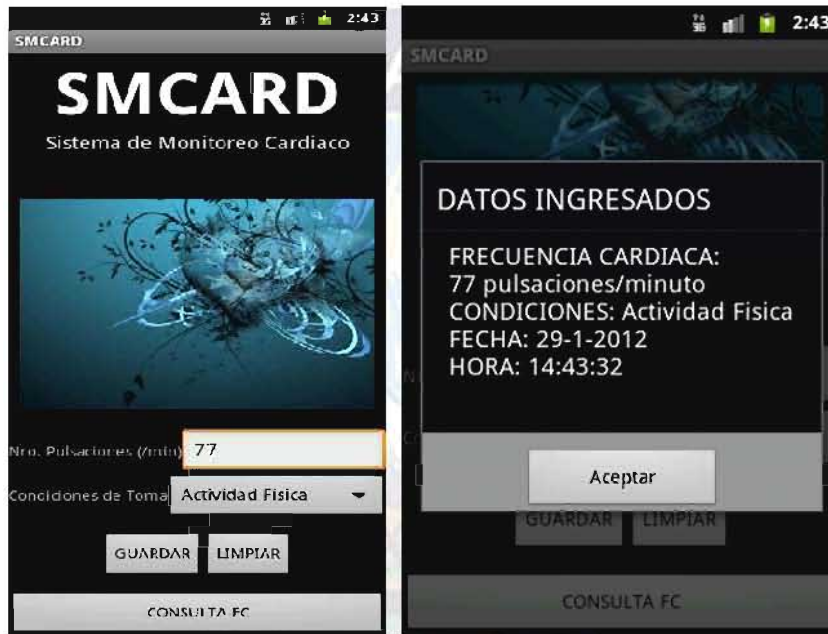 2:43
SMCARD
SMCARD
Sistema de Monitoreo Cardiaco
Nro. Pulsaciones (/min) 77
Condiciones de Toma Actividad Fisica
GUARDAR LIMPIAR
CONSULTA FC
3G 2:43
SMCARD
DATOS INGRESADOS
FRECUENCIA CARDIACA:
77 pulsaciones/minuto
CONDICIONES: Actividad Fisica
FECHA: 29-1-2012
HORA: 14:43:32
Aceptar
GUARDAR LIMPIAR
CONSULTA FC